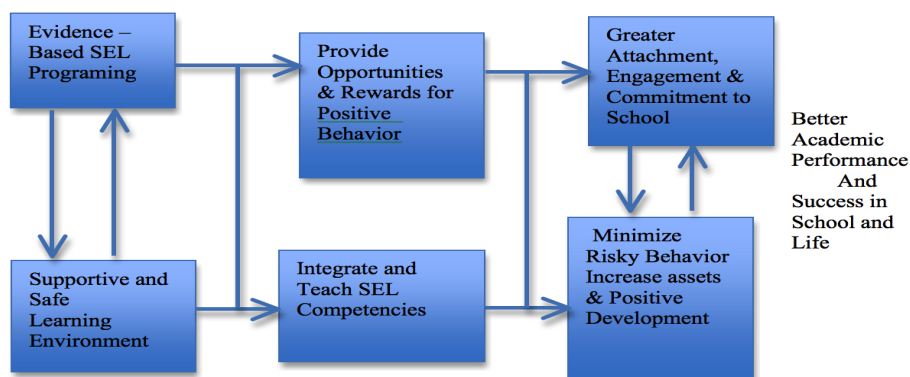 Evidence –
Based SEL
Programing
Provide
Opportunities
& Rewards for
Positive
Behavior
Greater
Attachment,
Engagement &
Commitment to
School
Supportive and
Safe
Learning
Environment
Integrate and
Teach SEL
Competencies
Minimize
Risky Behavior
Increase assets
& Positive
Development
Better
Academic
Performance
And
Success in
School and
Life